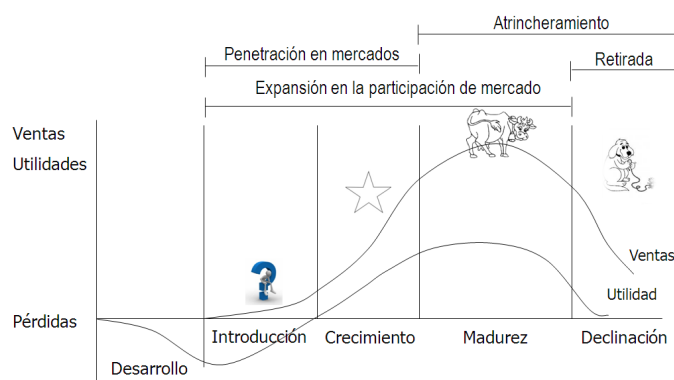 Atrincheramiento
Penetración en mercados
Retirada
Expansión en la participación de mercado
Ventas
Utilidades
Ventas
Utilidad
Pérdidas
Introducción
Crecimiento
Madurez
Declinación
Desarrollo